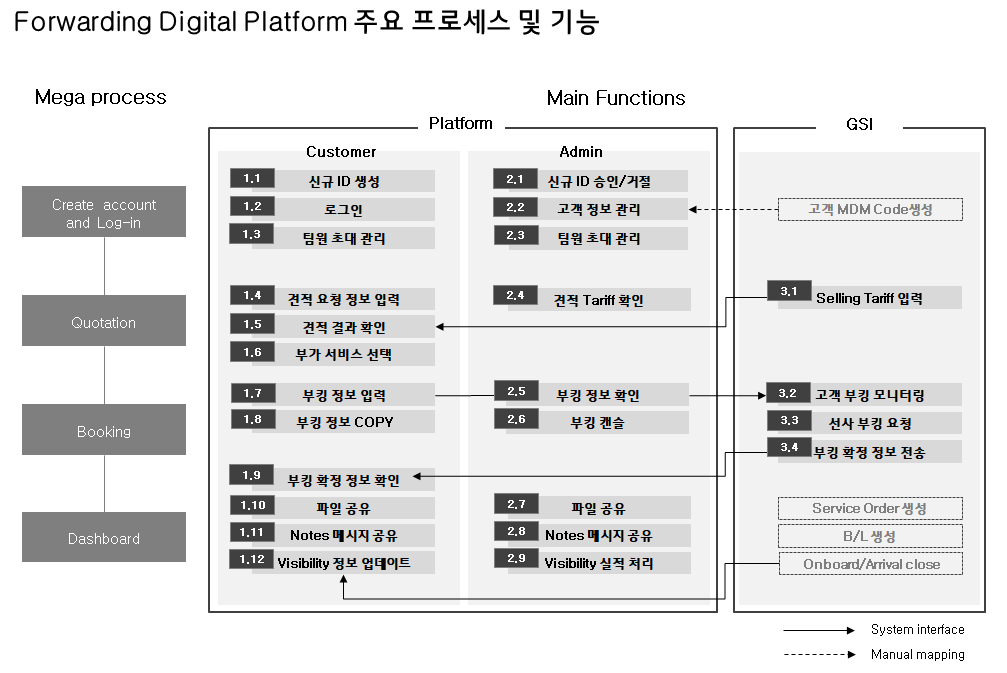 Forwarding Digital Platform 주요 프로세스 및 기능
Mega process
Main Functions
Platform
GSI
Customer
Admin
Create account
and Log-in
1.1 신규 ID 생성
2.1 신규 ID 승인/거절
1.2 로그인
2.2 고객 정보 관리
고객 MDM Code생성
1.3 팀원 초대 관리
2.3 팀원 초대 관리
Quotation
1.4 견적 요청 정보 입력
2.4 견적 Tariff 확인
3.1 Selling Tariff 입력
1.5 견적 결과 확인
1.6 부가 서비스 선택
Booking
1.7 부킹 정보 입력
2.5 부킹 정보 확인
3.2 고객 부킹 모니터링
1.8 부킹 정보 COPY
2.6 부킹 캔슬
3.3 선사 부킹 요청
3.4 부킹 확정 정보 전송
Dashboard
1.9 부킹 확정 정보 확인
1.10 파일 공유
2.7 파일 공유
Service Order 생성
1.11 Notes 메시지 공유
2.8 Notes 메시지 공유
B/L 생성
1.12 Visibility 정보 업데이트
2.9 Visibility 실적 처리
Onboard/Arrival close
System interface
Manual mapping